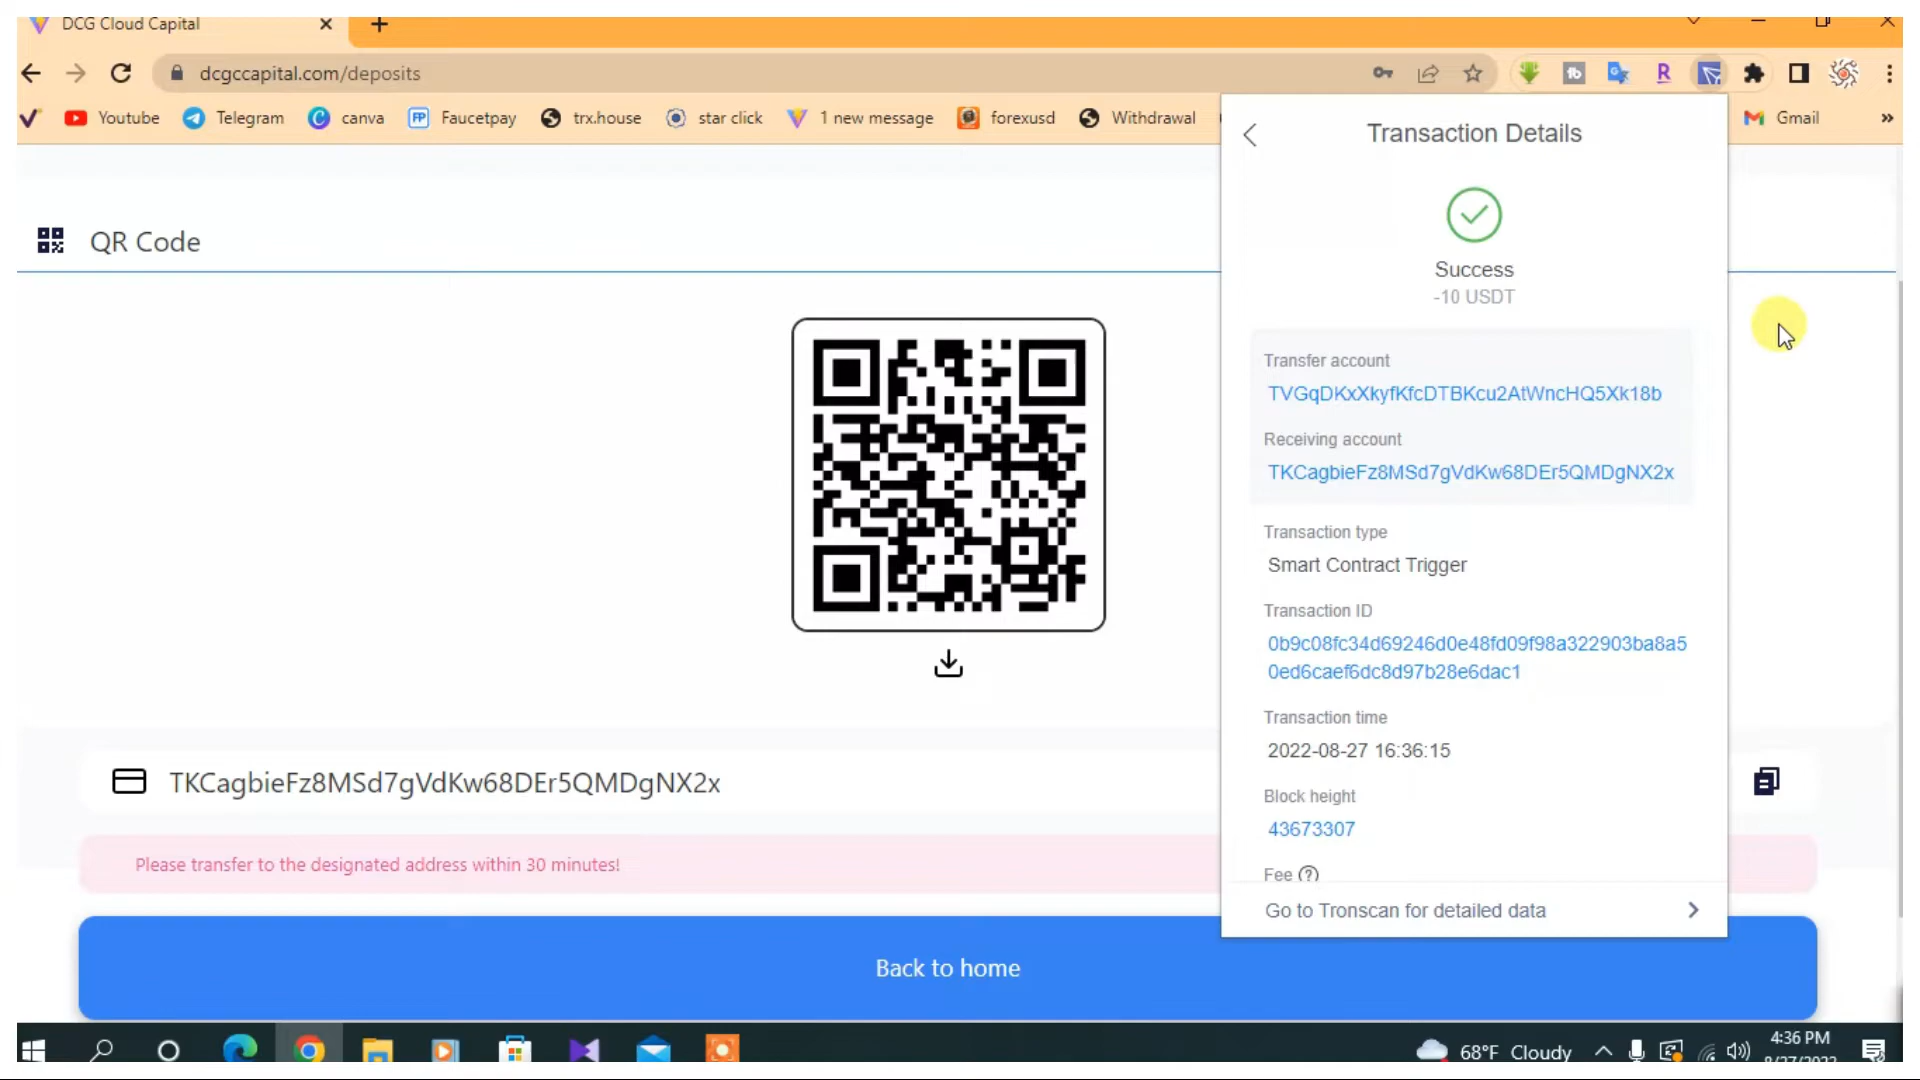 DCG Cloud Capital
dcgccapital.com/deposits
Youtube Telegram canva Faucetpay trx.house star click 1 new message forexusd Withdrawal Gmail »
QR Code
TKCagbieFz8MSd7gVdKw68DEr5QMDgNX2x
Please transfer to the designated address within 30 minutes!
Back to home
Transaction Details
Success
-10 USDT
Transfer account
TVGqDKxXkyfKfcDTBKcu2AtWncHQ5Xk18b
Receiving account
TKCagbieFz8MSd7gVdKw68DEr5QMDgNX2x
Transaction type
Smart Contract Trigger
Transaction ID
0b9c08fc34d69246d0e48fd09f98a322903ba8a5
0ed6caef6dc8d97b28e6dac1
Transaction time
2022-08-27 16:36:15
Block height
43673307
Fee
Go to Tronscan for detailed data
68°F Cloudy
4:36 PM